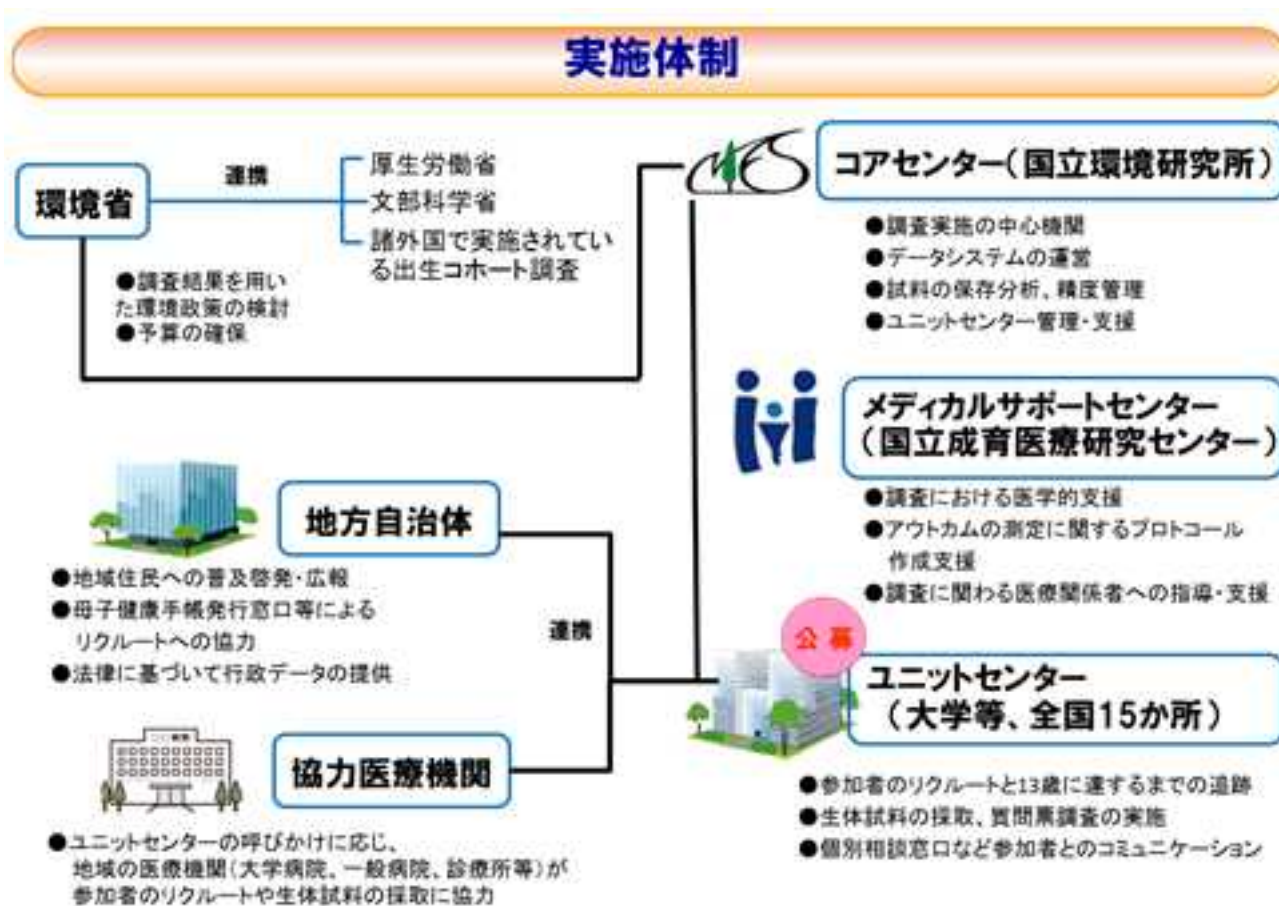 実施体制
環境省
連携
厚生労働省
文部科学省
諸外国で実施されてい
る出生コホート調査
●調査結果を用い
た環境政策の検討
●予算の確保
コアセンター(国立環境研究所)
●調査実施の中心機関
●データシステムの運営
●試料の保存分析、精度管理
●ユニットセンター管理・支援
メディカルサポートセンター
(国立成育医療研究センター)
●調査における医学的支援
●アウトカムの測定に関するプロトコール
作成支援
●調査に関わる医療関係者への指導・支援
地方自治体
●地域住民への普及啓発・広報
●母子健康手帳発行窓口等による
リクルートへの協力
●法律に基づいて行政データの提供
連携
公募
ユニットセンター
(大学等、全国15か所)
●参加者のリクルートと13歳に達するまでの追跡
●生体試料の採取、質問票調査の実施
●個別相談窓口など参加者とのコミュニケーション
協力医療機関
●ユニットセンターの呼びかけに応じ、
地域の医療機関(大学病院、一般病院、診療所等)が
参加者のリクルートや生体試料の採取に協力